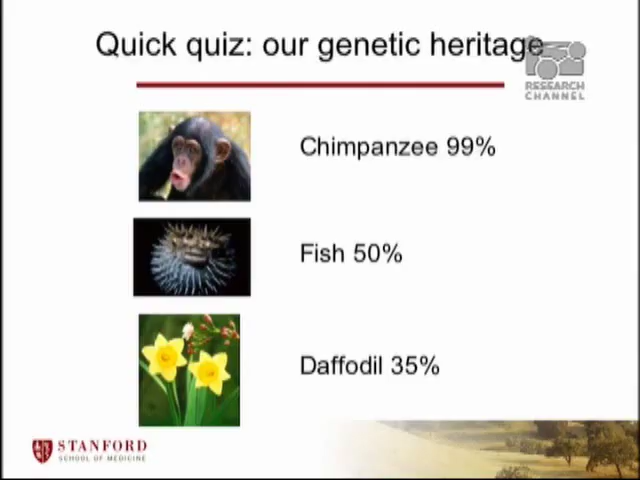 Quick quiz: our genetic heritage
RESEARCH
CHANNEL
Chimpanzee 99%
Fish 50%
Daffodil 35%
STANFORD
SCHOOL OF MEDICINE